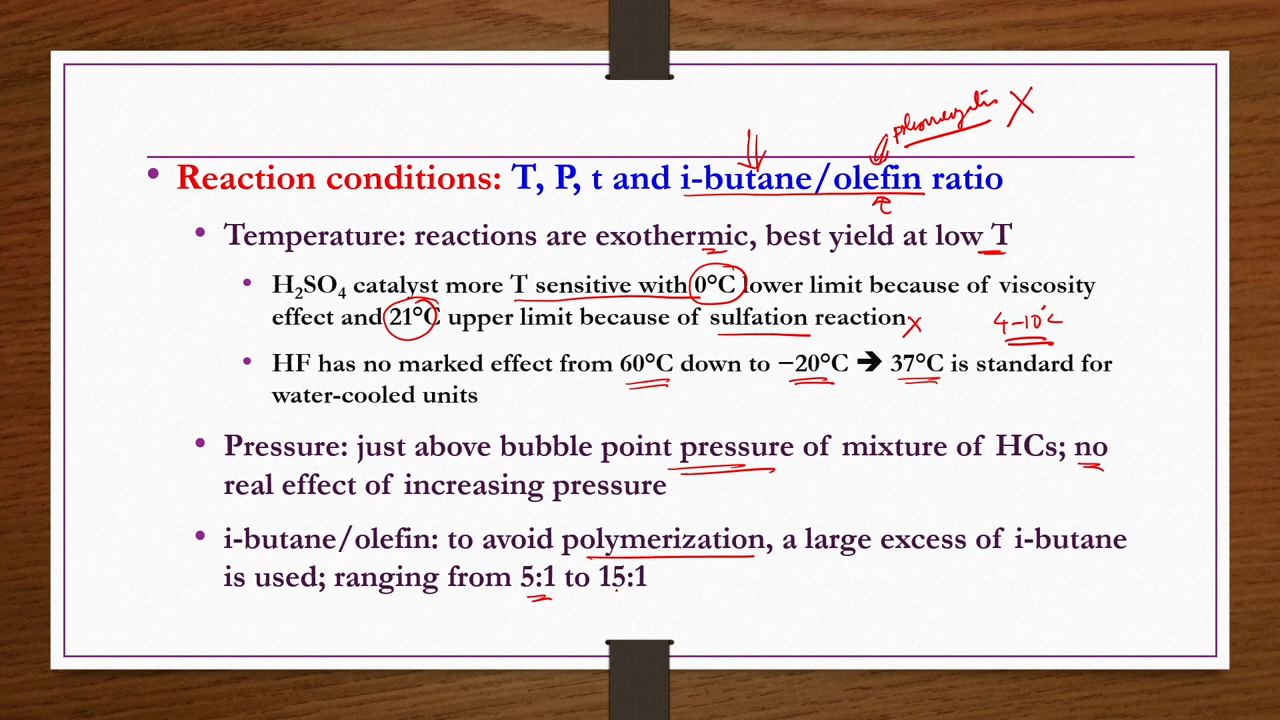 X
Reaction conditions: T, P, t and i-butane/olefin ratio
Temperature: reactions are exothermic, best yield at low T
H₂SO₄ catalyst more T sensitive with 0°C lower limit because of viscosity
effect and 21°C upper limit because of sulfation reaction x 4-10°C
HF has no marked effect from 60°C down to −20°C ➔ 37°C is standard for
water-cooled units
Pressure: just above bubble point pressure of mixture of HCs; no
real effect of increasing pressure
i-butane/olefin: to avoid polymerization, a large excess of i-butane
is used; ranging from 5:1 to 15:1